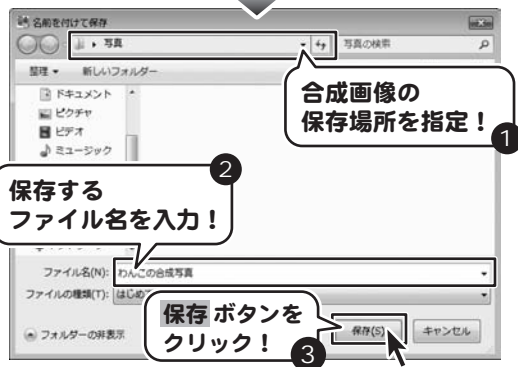 名前を付けて保存
写真
写真の検索
整理 ▼ 新しいフォルダー
ドキュメント
ピクチャ
ビデオ
ミュージック
合成画像の
保存場所を指定！
1
2
保存する
ファイル名を入力！
ファイル名(N): わんこの合成写真
ファイルの種類(T): はじめて
保存 ボタンを
クリック！
3
フォルダーの非表示
保存(S)
キャンセル